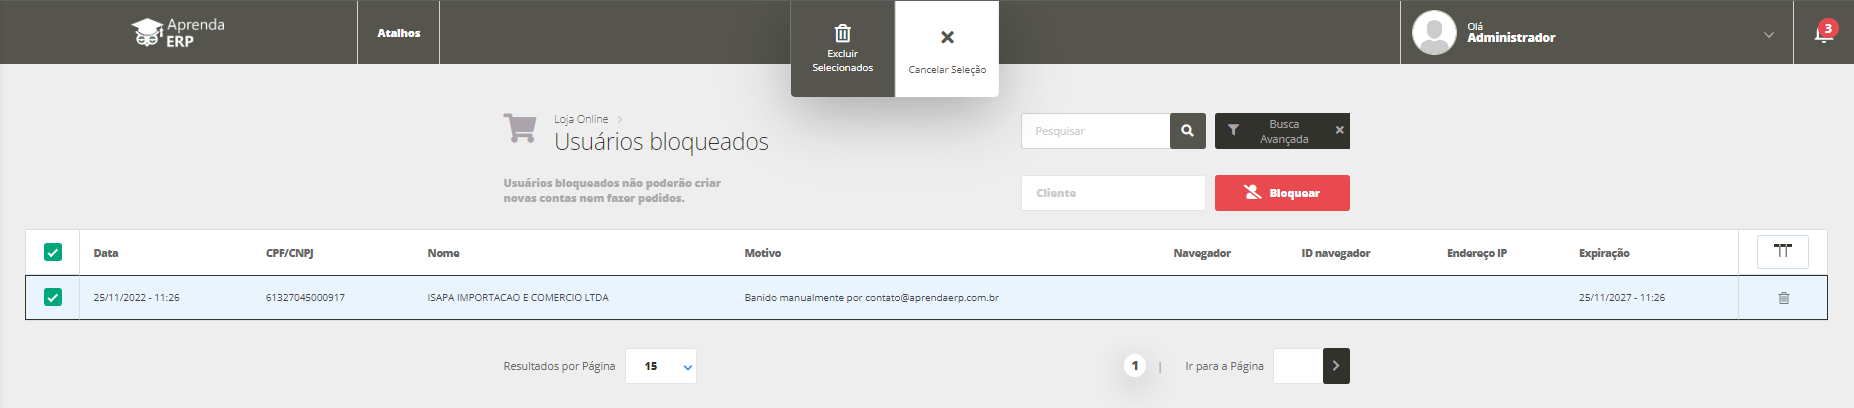 Aprenda
ERP
Atalhos
Excluir
Selecionados
Cancelar Seleção
Olá
Administrador
3
Loja Online
Usuários bloqueados
Pesquisar
Busca
Avançada
Usuários bloqueados não poderão criar
novas contas nem fazer pedidos.
Cliente
Bloquear
Data CPF/CNPJ Nome Motivo Navegador ID navegador Endereço IP Expiração
25/11/2022 - 11:26 61327045000917 ISAPA IMPORTACAO E COMERCIO LTDA Banido manualmente por contato@aprendaerp.com.br 25/11/2027 - 11:26
Resultados por Página 15 1 | Ir para a Página